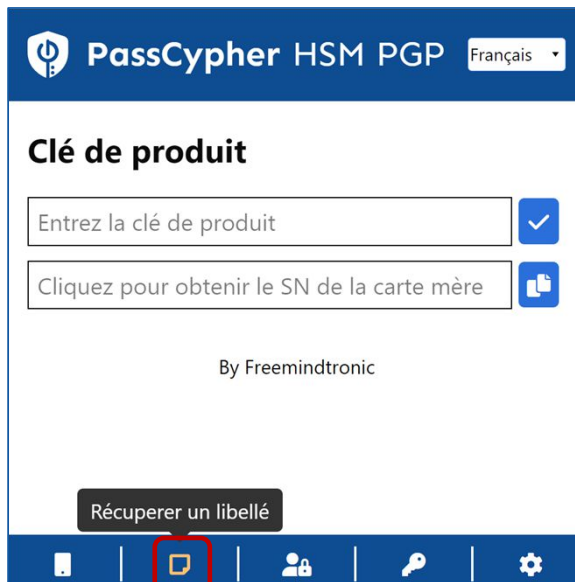 PassCypher HSM PGP
Français
Clé de produit
Entrez la clé de produit
Cliquez pour obtenir le SN de la carte mère
By Freemindtronic
Récuperer un libellé